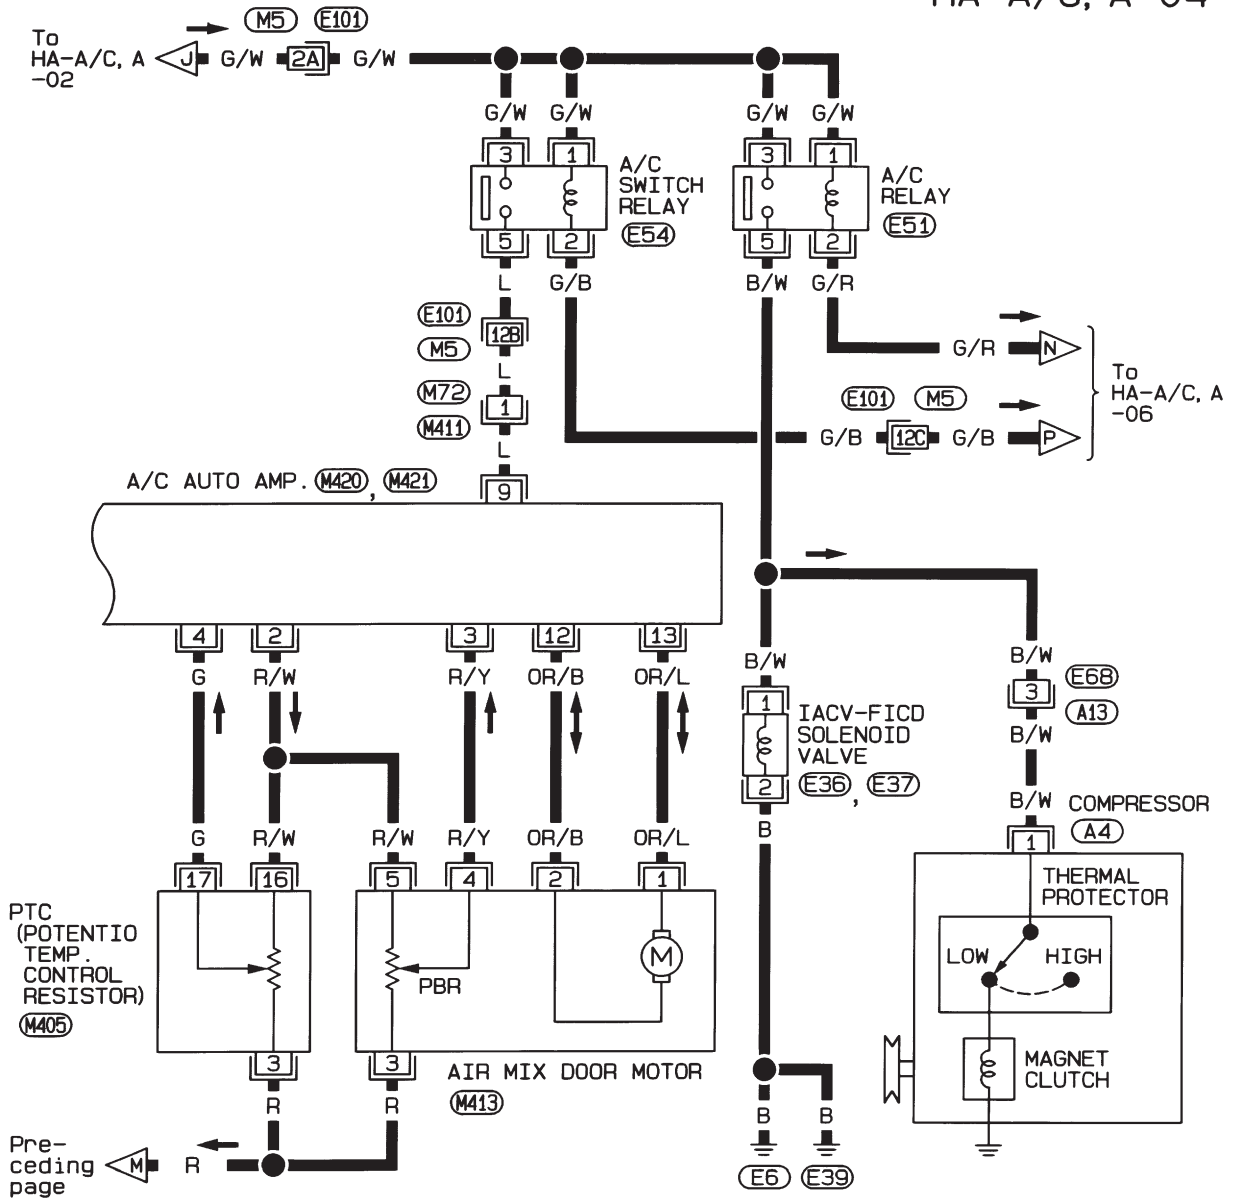 HA-A/C, A-04
M5 E101
To
HA-A/C, A
-02
J G/W 2A G/W
G/W G/W G/W G/W
3 1 3 1
A/C
SWITCH
RELAY
E54
A/C
RELAY
E51
5 2 5 2
L G/B B/W G/R
E101
12B
M5
L
M72
1
M411
L
G/R N
E101 M5
G/B 12C G/B P
To
HA-A/C, A
-06
A/C AUTO AMP. M420, M421
9
4 2 3 12 13
G R/W R/Y OR/B OR/L
B/W
1
IACV-FICD
SOLENOID
VALVE
2
E36, E37
B
B/W
3
E68
A13
B/W
B/W
COMPRESSOR
A4
1
G R/W R/W R/Y OR/B OR/L
17 16 5 4 2 1
PTC
(POTENTIO
TEMP.
CONTROL
RESISTOR)
M405
PBR
M
THERMAL
PROTECTOR
LOW HIGH
MAGNET
CLUTCH
3 3
AIR MIX DOOR MOTOR
M413
R R
B B
E6 E39
Pre-
ceding
page
M R